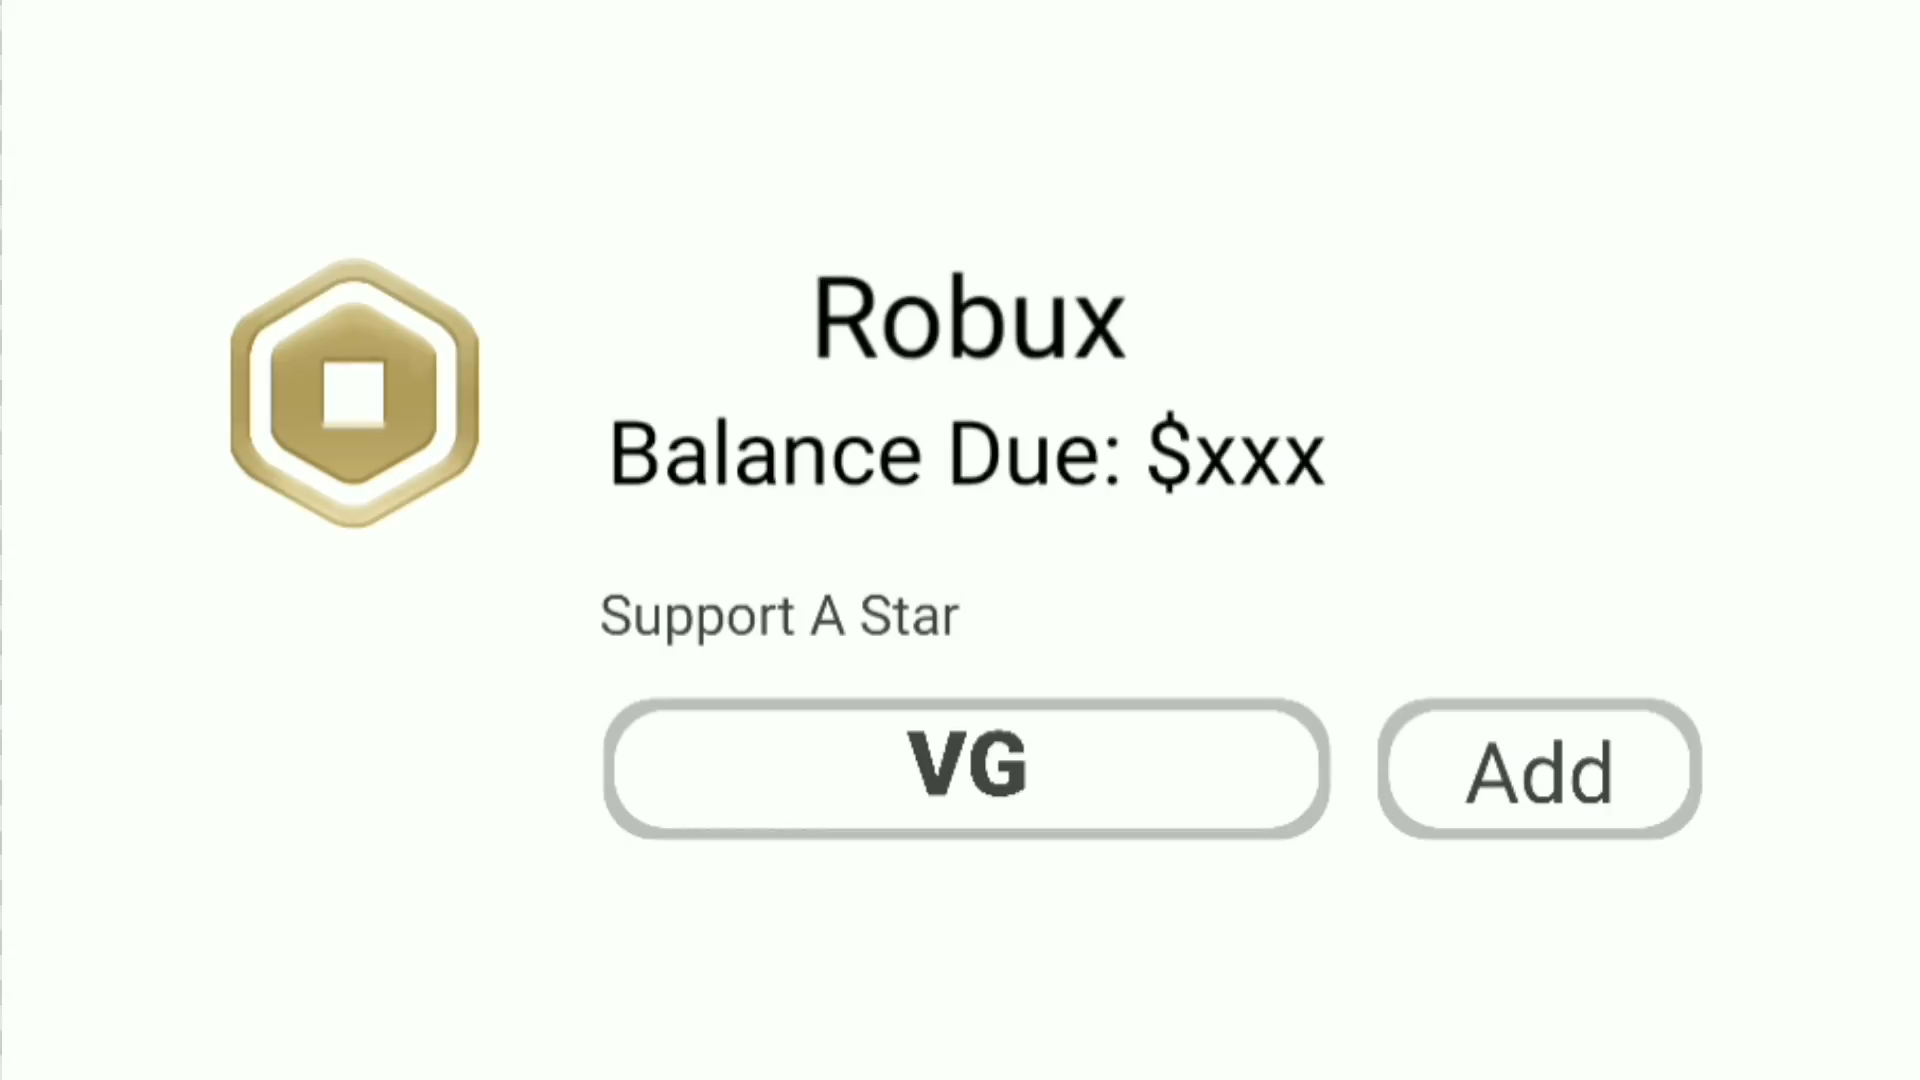 Robux
Balance Due: $xxx
Support A Star
VG
Add